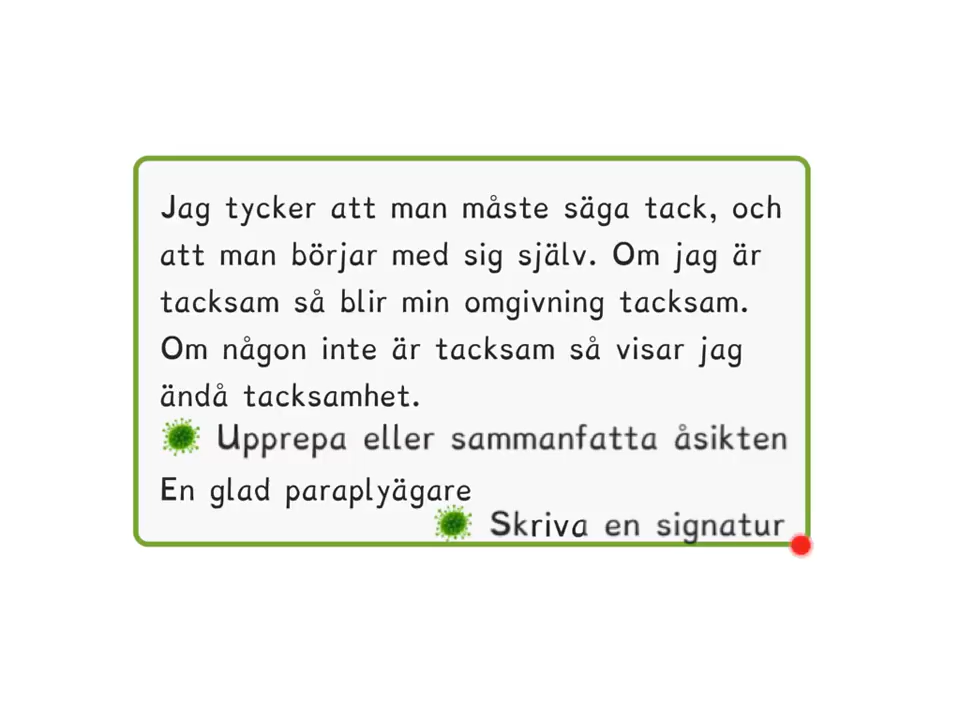 Jag tycker att man måste säga tack, och
att man börjar med sig själv. Om jag är
tacksam så blir min omgivning tacksam.
Om någon inte är tacksam så visar jag
ändå tacksamhet.
Upprepa eller sammanfatta åsikten
En glad paraplyägare
Skriva en signatur